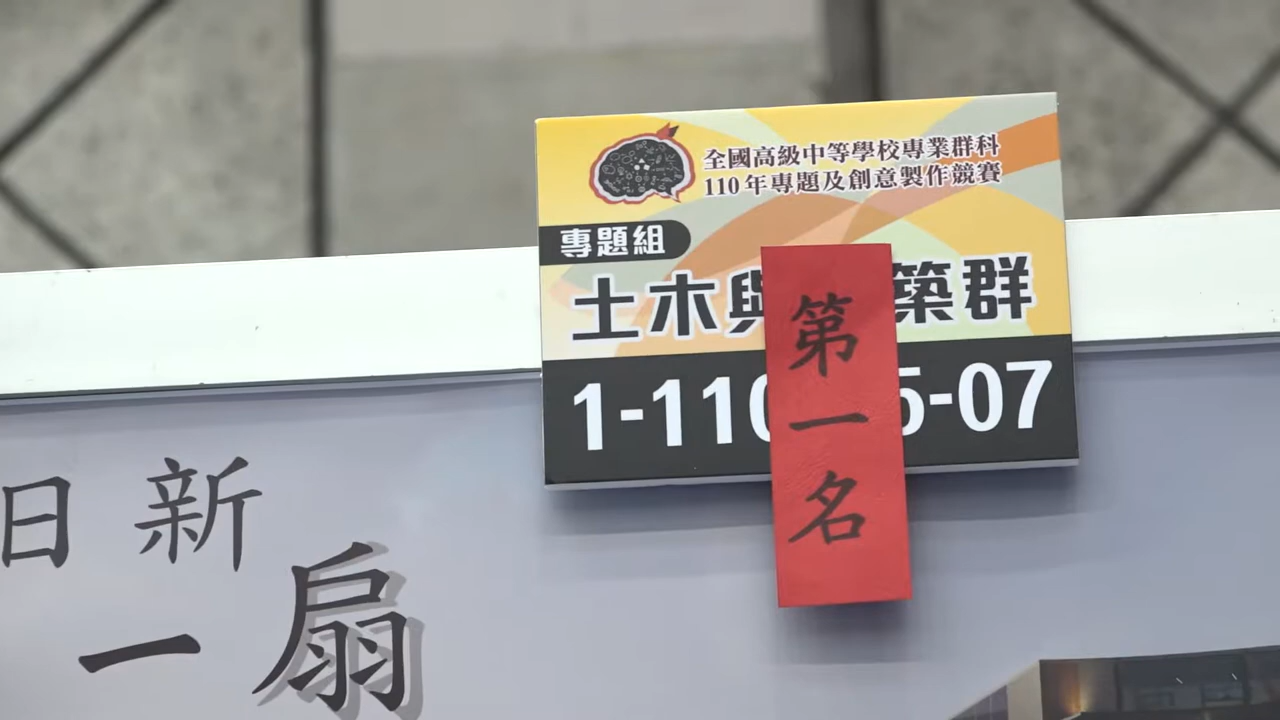 全國高級中等學校專業群科
110年專題及創意製作競賽
專題組
土木與 築群
1-110 5-07
第一名
日新
一扇